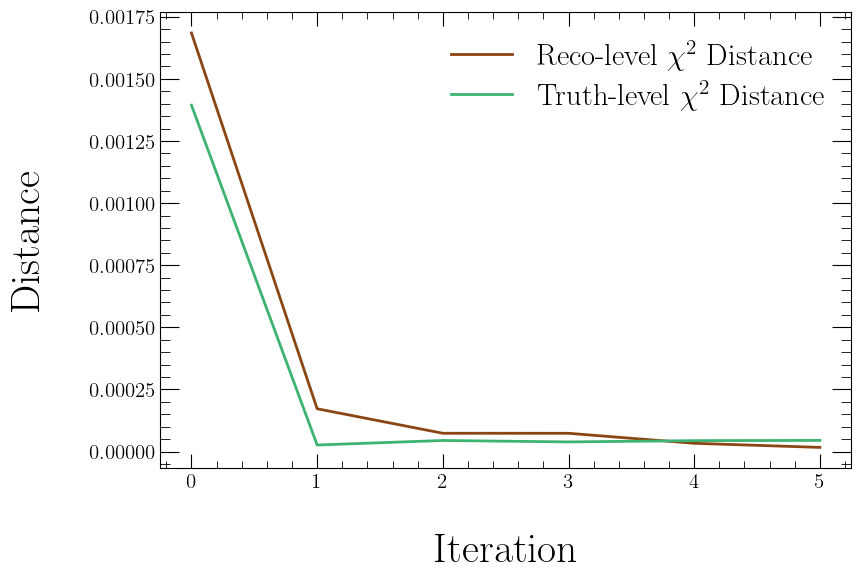 0.00175
0.00150
0.00125
0.00100
0.00075
0.00050
0.00025
0.00000
Distance
Reco-level χ² Distance
Truth-level χ² Distance
0 1 2 3 4 5
Iteration